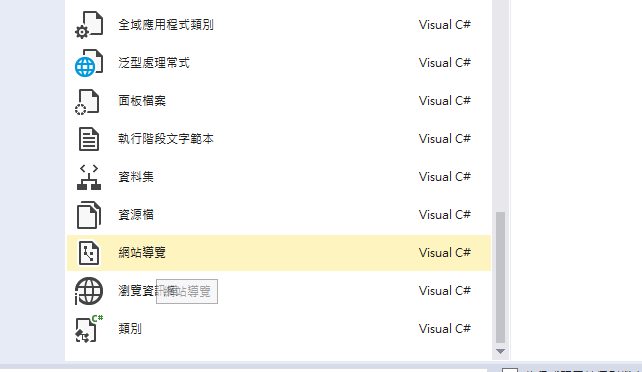 全域應用程式類別 Visual C#
泛型處理常式 Visual C#
面板檔案 Visual C#
執行階段文字範本 Visual C#
資料集 Visual C#
資源檔 Visual C#
網站導覽 Visual C#
瀏覽資訊 Visual C#
網站導覽
C#
類別 Visual C#